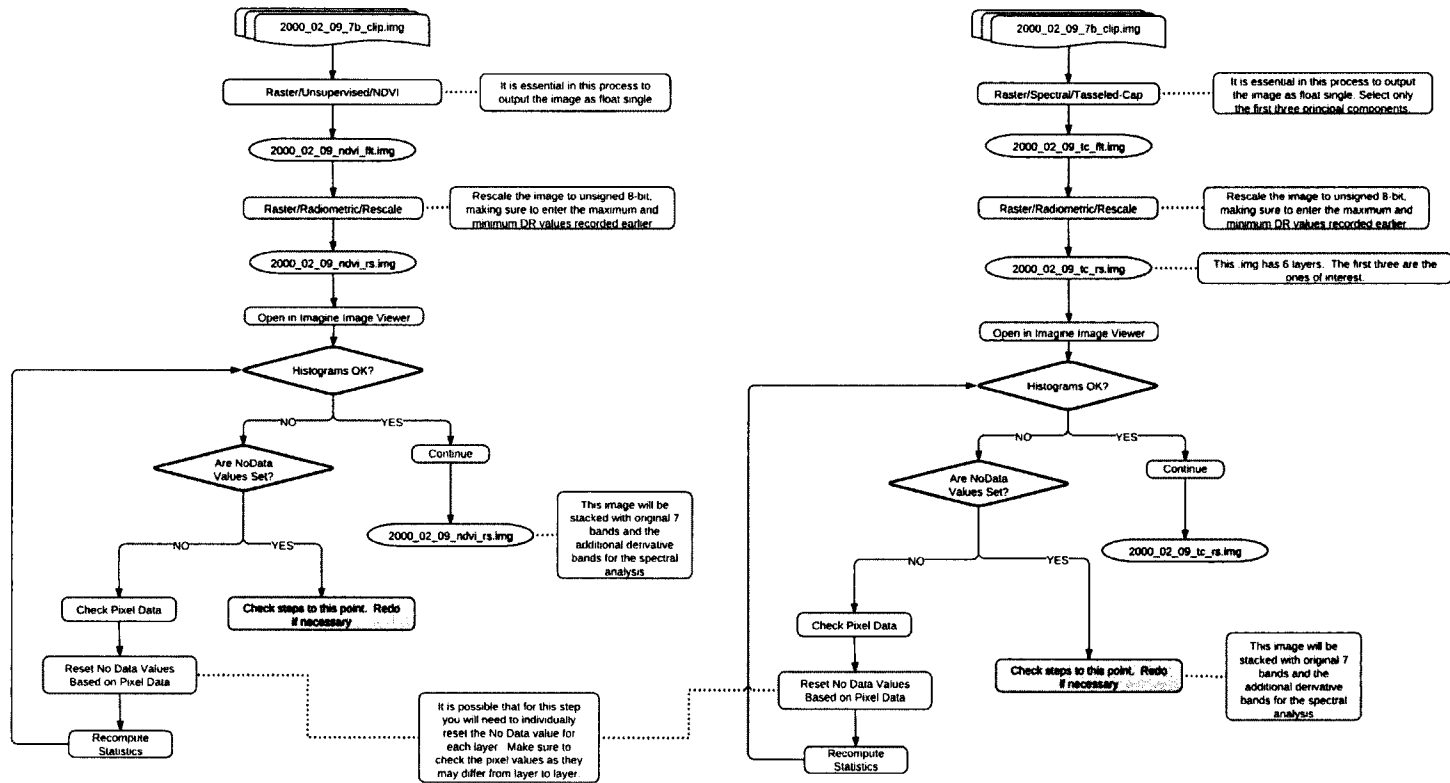 2000_02_09_7b_clip.img
Raster/Unsupervised/NDVI
It is essential in this process to
output the image as float single
2000_02_09_ndvi_flt.img
Raster/Radiometric/Rescale
Rescale the image to unsigned 8-bit,
making sure to enter the maximum and
minimum DR values recorded earlier
2000_02_09_ndvi_rs.img
Open in Imagine Image Viewer
Histograms OK?
NO
YES
Are NoData
Values Set?
Continue
2000_02_09_ndvi_rs.img
This image will be
stacked with original 7
bands and the
additional derivative
bands for the spectral
analysis
NO
YES
Check Pixel Data
Check steps to this point. Redo
if necessary
Reset No Data Values
Based on Pixel Data
Recompute
Statistics
It is possible that for this step
you will need to individually
reset the No Data value for
each layer Make sure to
check the pixel values as they
may differ from layer to layer
2000_02_09_7b_clip.img
Raster/Spectral/Tasseled-Cap
It is essential in this process to output
the image as float single. Select only
the first three principal components.
2000_02_09_tc_flt.img
Raster/Radiometric/Rescale
Rescale the image to unsigned 8-bit,
making sure to enter the maximum and
minimum DR values recorded earlier
2000_02_09_tc_rs.img
This .img has 6 layers. The first three are the
ones of interest.
Open in Imagine Image Viewer
Histograms OK?
NO
YES
Are NoData
Values Set?
Continue
2000_02_09_tc_rs.img
NO
YES
Check Pixel Data
Check steps to this point. Redo
if necessary
This image will be
stacked with original 7
bands and the
additional derivative
bands for the spectral
analysis
Reset No Data Values
Based on Pixel Data
Recompute
Statistics